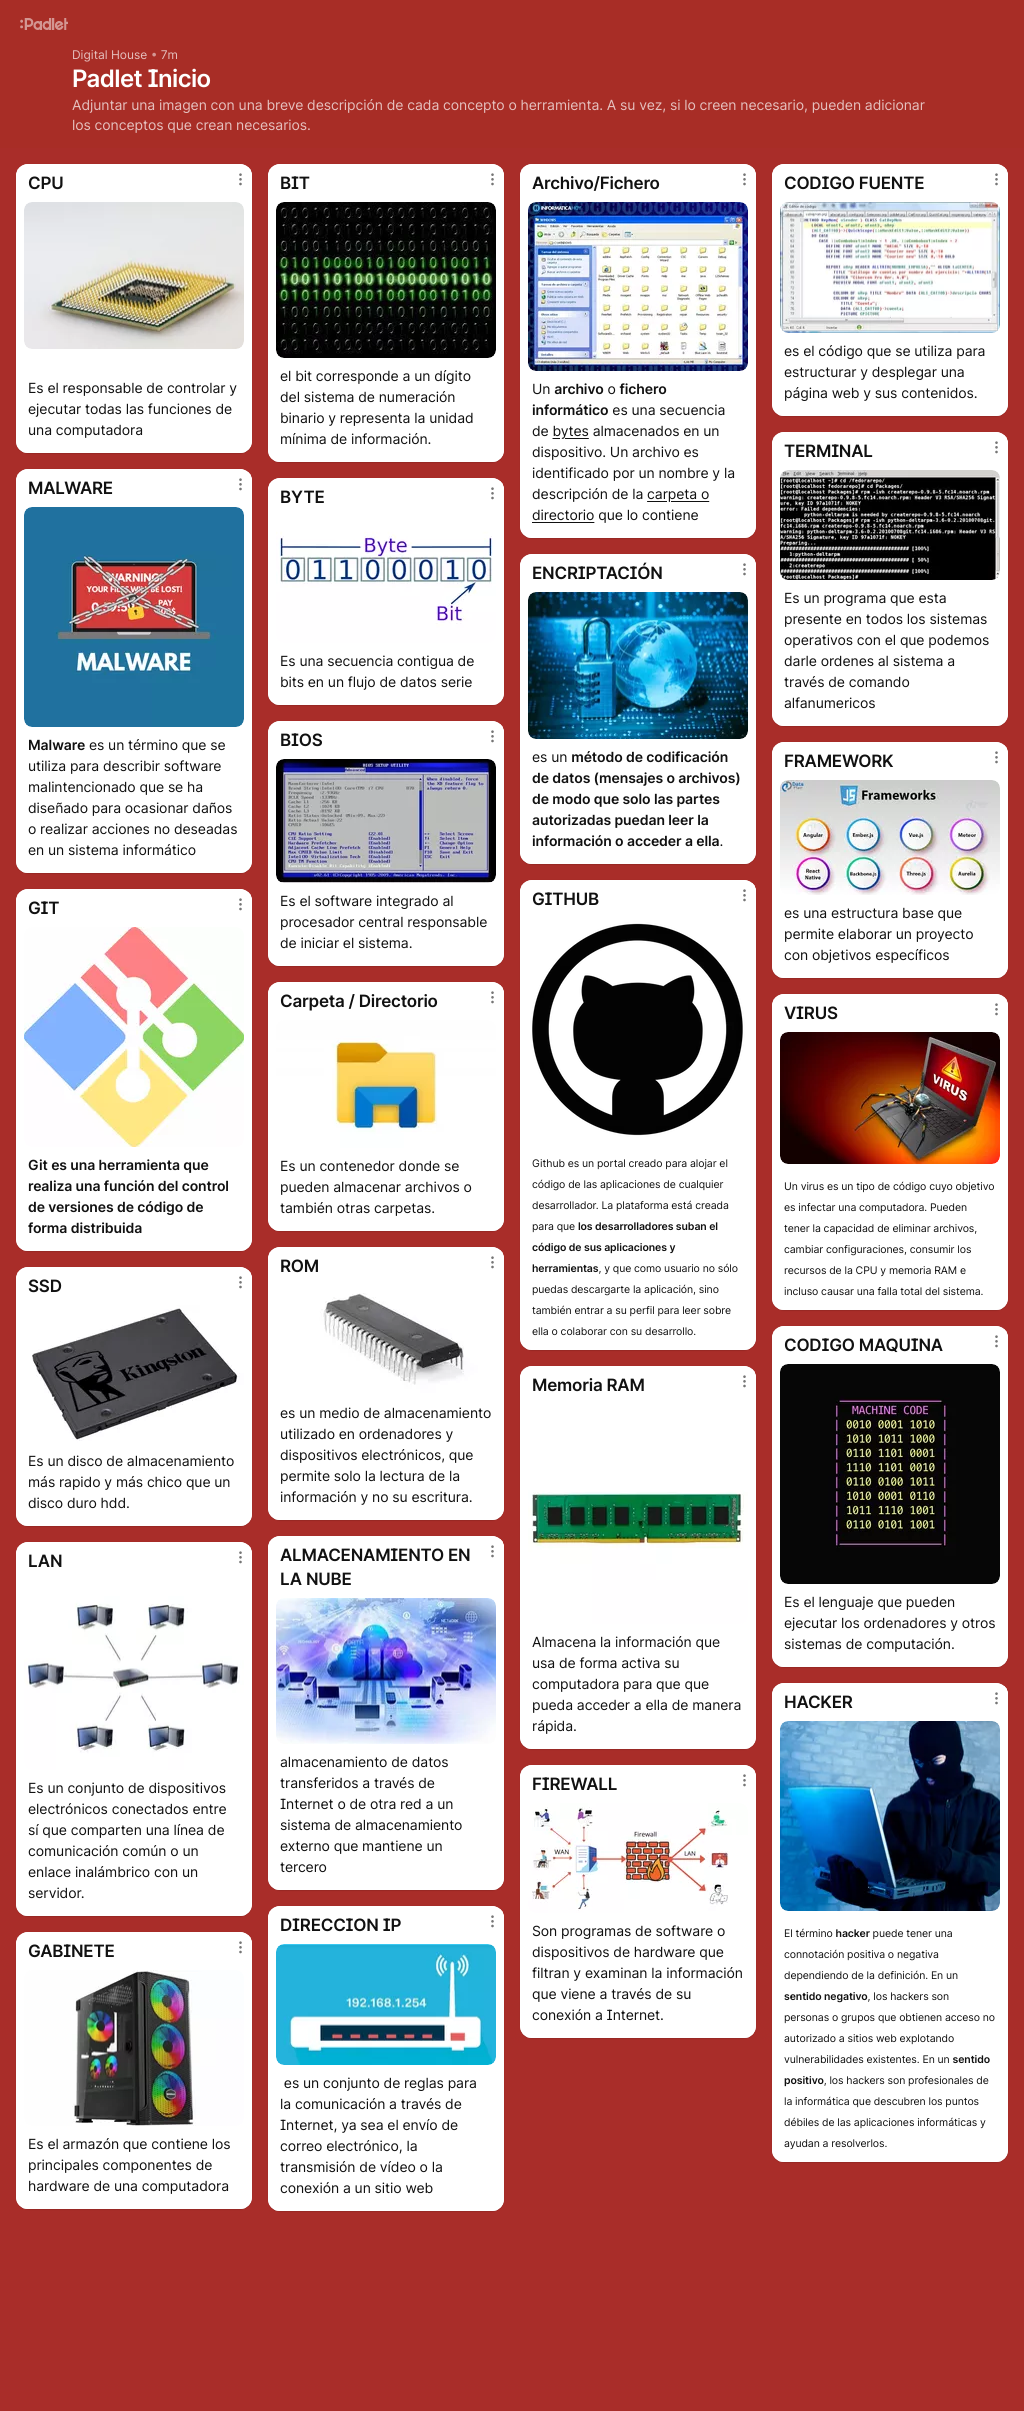 :Padlet
Digital House • 7m
Padlet Inicio
Adjuntar una imagen con una breve descripción de cada concepto o herramienta. A su vez, si lo creen necesario, pueden adicionar
los conceptos que crean necesarios.
CPU
Es el responsable de controlar y
ejecutar todas las funciones de
una computadora
MALWARE
WARNING!
YOUR FILES WILL BE LOST!
PAY
MALWARE
Malware es un término que se
utiliza para describir software
malintencionado que se ha
diseñado para ocasionar daños
o realizar acciones no deseadas
en un sistema informático
GIT
Git es una herramienta que
realiza una función del control
de versiones de código de
forma distribuida
SSD
Kingston
Es un disco de almacenamiento
más rapido y más chico que un
disco duro hdd.
LAN
Es un conjunto de dispositivos
electrónicos conectados entre
sí que comparten una línea de
comunicación común o un
enlace inalámbrico con un
servidor.
GABINETE
Es el armazón que contiene los
principales componentes de
hardware de una computadora
BIT
el bit corresponde a un dígito
del sistema de numeración
binario y representa la unidad
mínima de información.
BYTE
Byte
0 1 1 0 0 0 1 0
Bit
Es una secuencia contigua de
bits en un flujo de datos serie
BIOS
BIOS SETUP UTILITY
Es el software integrado al
procesador central responsable
de iniciar el sistema.
Carpeta / Directorio
Es un contenedor donde se
pueden almacenar archivos o
también otras carpetas.
ROM
es un medio de almacenamiento
utilizado en ordenadores y
dispositivos electrónicos, que
permite solo la lectura de la
información y no su escritura.
ALMACENAMIENTO EN
LA NUBE
almacenamiento de datos
transferidos a través de
Internet o de otra red a un
sistema de almacenamiento
externo que mantiene un
tercero
DIRECCION IP
192.168.1.254
es un conjunto de reglas para
la comunicación a través de
Internet, ya sea el envío de
correo electrónico, la
transmisión de vídeo o la
conexión a un sitio web
Archivo/Fichero
Un archivo o fichero
informático es una secuencia
de bytes almacenados en un
dispositivo. Un archivo es
identificado por un nombre y la
descripción de la carpeta o
directorio que lo contiene
ENCRIPTACIÓN
es un método de codificación
de datos (mensajes o archivos)
de modo que solo las partes
autorizadas puedan leer la
información o acceder a ella.
GITHUB
Github es un portal creado para alojar el
código de las aplicaciones de cualquier
desarrollador. La plataforma está creada
para que los desarrolladores suban el
código de sus aplicaciones y
herramientas, y que como usuario no sólo
puedas descargarte la aplicación, sino
también entrar a su perfil para leer sobre
ella o colaborar con su desarrollo.
Memoria RAM
Almacena la información que
usa de forma activa su
computadora para que que
pueda acceder a ella de manera
rápida.
FIREWALL
Firewall
WAN
LAN
Son programas de software o
dispositivos de hardware que
filtran y examinan la información
que viene a través de su
conexión a Internet.
CODIGO FUENTE
es el código que se utiliza para
estructurar y desplegar una
página web y sus contenidos.
TERMINAL
[root@localhost ~]# cd /fedorarepo/
[root@localhost fedorarepo]# cd Packages/
error: Failed dependencies:
Preparing...
1:python-deltarpm
2:createrepo
[root@localhost Packages]#
Es un programa que esta
presente en todos los sistemas
operativos con el que podemos
darle ordenes al sistema a
través de comando
alfanumericos
FRAMEWORK
JS Frameworks
Angular
Ember.js
Vue.js
Meteor
React
Native
Backbone.js
Three.js
Aurelia
es una estructura base que
permite elaborar un proyecto
con objetivos específicos
VIRUS
VIRUS
Un virus es un tipo de código cuyo objetivo
es infectar una computadora. Pueden
tener la capacidad de eliminar archivos,
cambiar configuraciones, consumir los
recursos de la CPU y memoria RAM e
incluso causar una falla total del sistema.
CODIGO MAQUINA
MACHINE CODE
0010 0001 1010
1010 1011 1000
0110 1101 0001
1110 1101 0010
0110 0100 1011
1010 0001 0110
1011 1110 1001
0110 0101 1001
Es el lenguaje que pueden
ejecutar los ordenadores y otros
sistemas de computación.
HACKER
El término hacker puede tener una
connotación positiva o negativa
dependiendo de la definición. En un
sentido negativo, los hackers son
personas o grupos que obtienen acceso no
autorizado a sitios web explotando
vulnerabilidades existentes. En un sentido
positivo, los hackers son profesionales de
la informática que descubren los puntos
débiles de las aplicaciones informáticas y
ayudan a resolverlos.